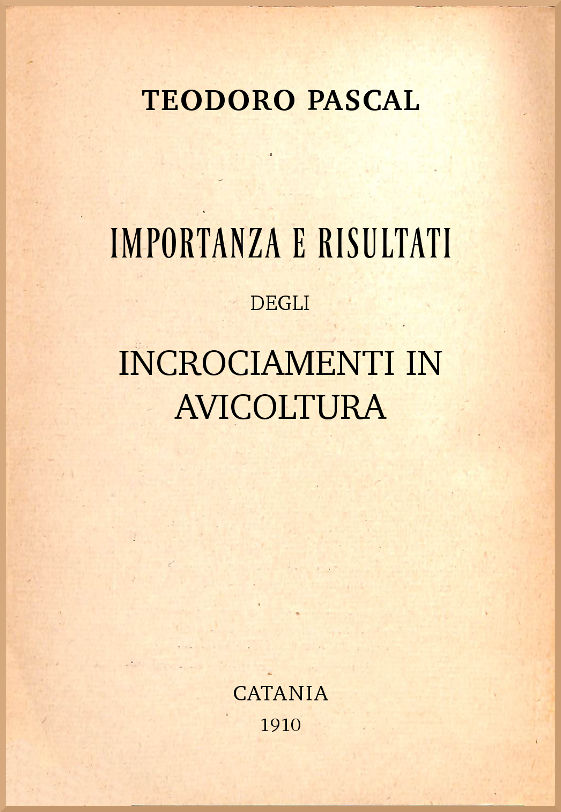 TEODORO PASCAL
IMPORTANZA E RISULTATI
DEGLI
INCROCIAMENTI IN
AVICOLTURA
CATANIA
1910